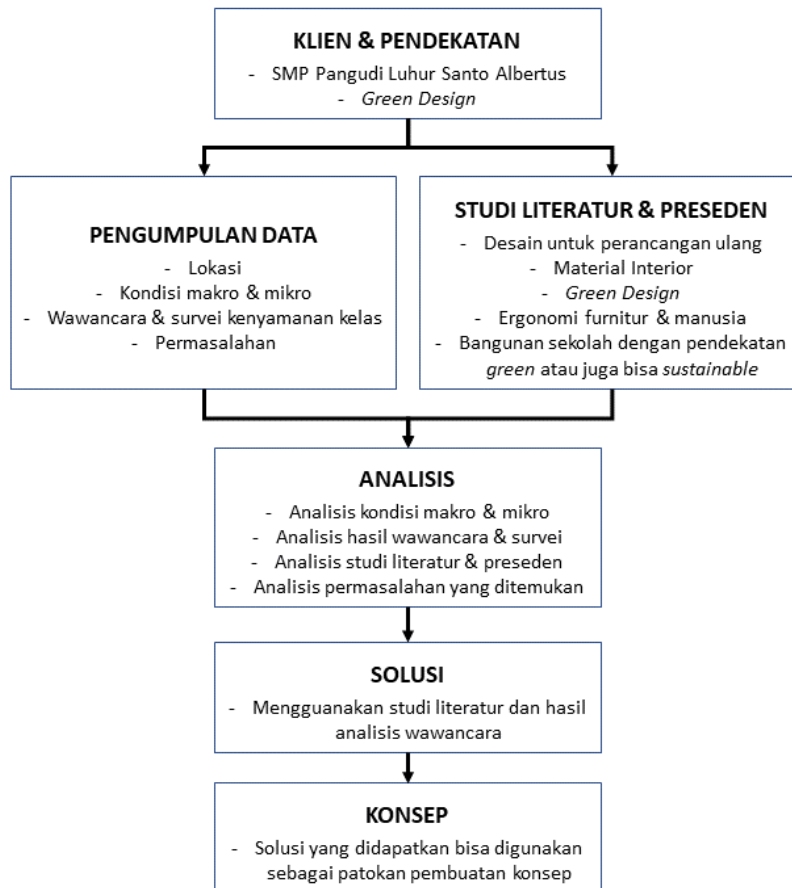 KLIEN & PENDEKATAN
- SMP Pangudi Luhur Santo Albertus
- Green Design
PENGUMPULAN DATA
- Lokasi
- Kondisi makro & mikro
- Wawancara & survei kenyamanan kelas
- Permasalahan
STUDI LITERATUR & PRESEDEN
- Desain untuk perancangan ulang
- Material Interior
- Green Design
- Ergonomi furnitur & manusia
- Bangunan sekolah dengan pendekatan
green atau juga bisa sustainable
ANALISIS
- Analisis kondisi makro & mikro
- Analisis hasil wawancara & survei
- Analisis studi literatur & preseden
- Analisis permasalahan yang ditemukan
SOLUSI
- Mengguanakan studi literatur dan hasil
analisis wawancara
KONSEP
- Solusi yang didapatkan bisa digunakan
sebagai patokan pembuatan konsep